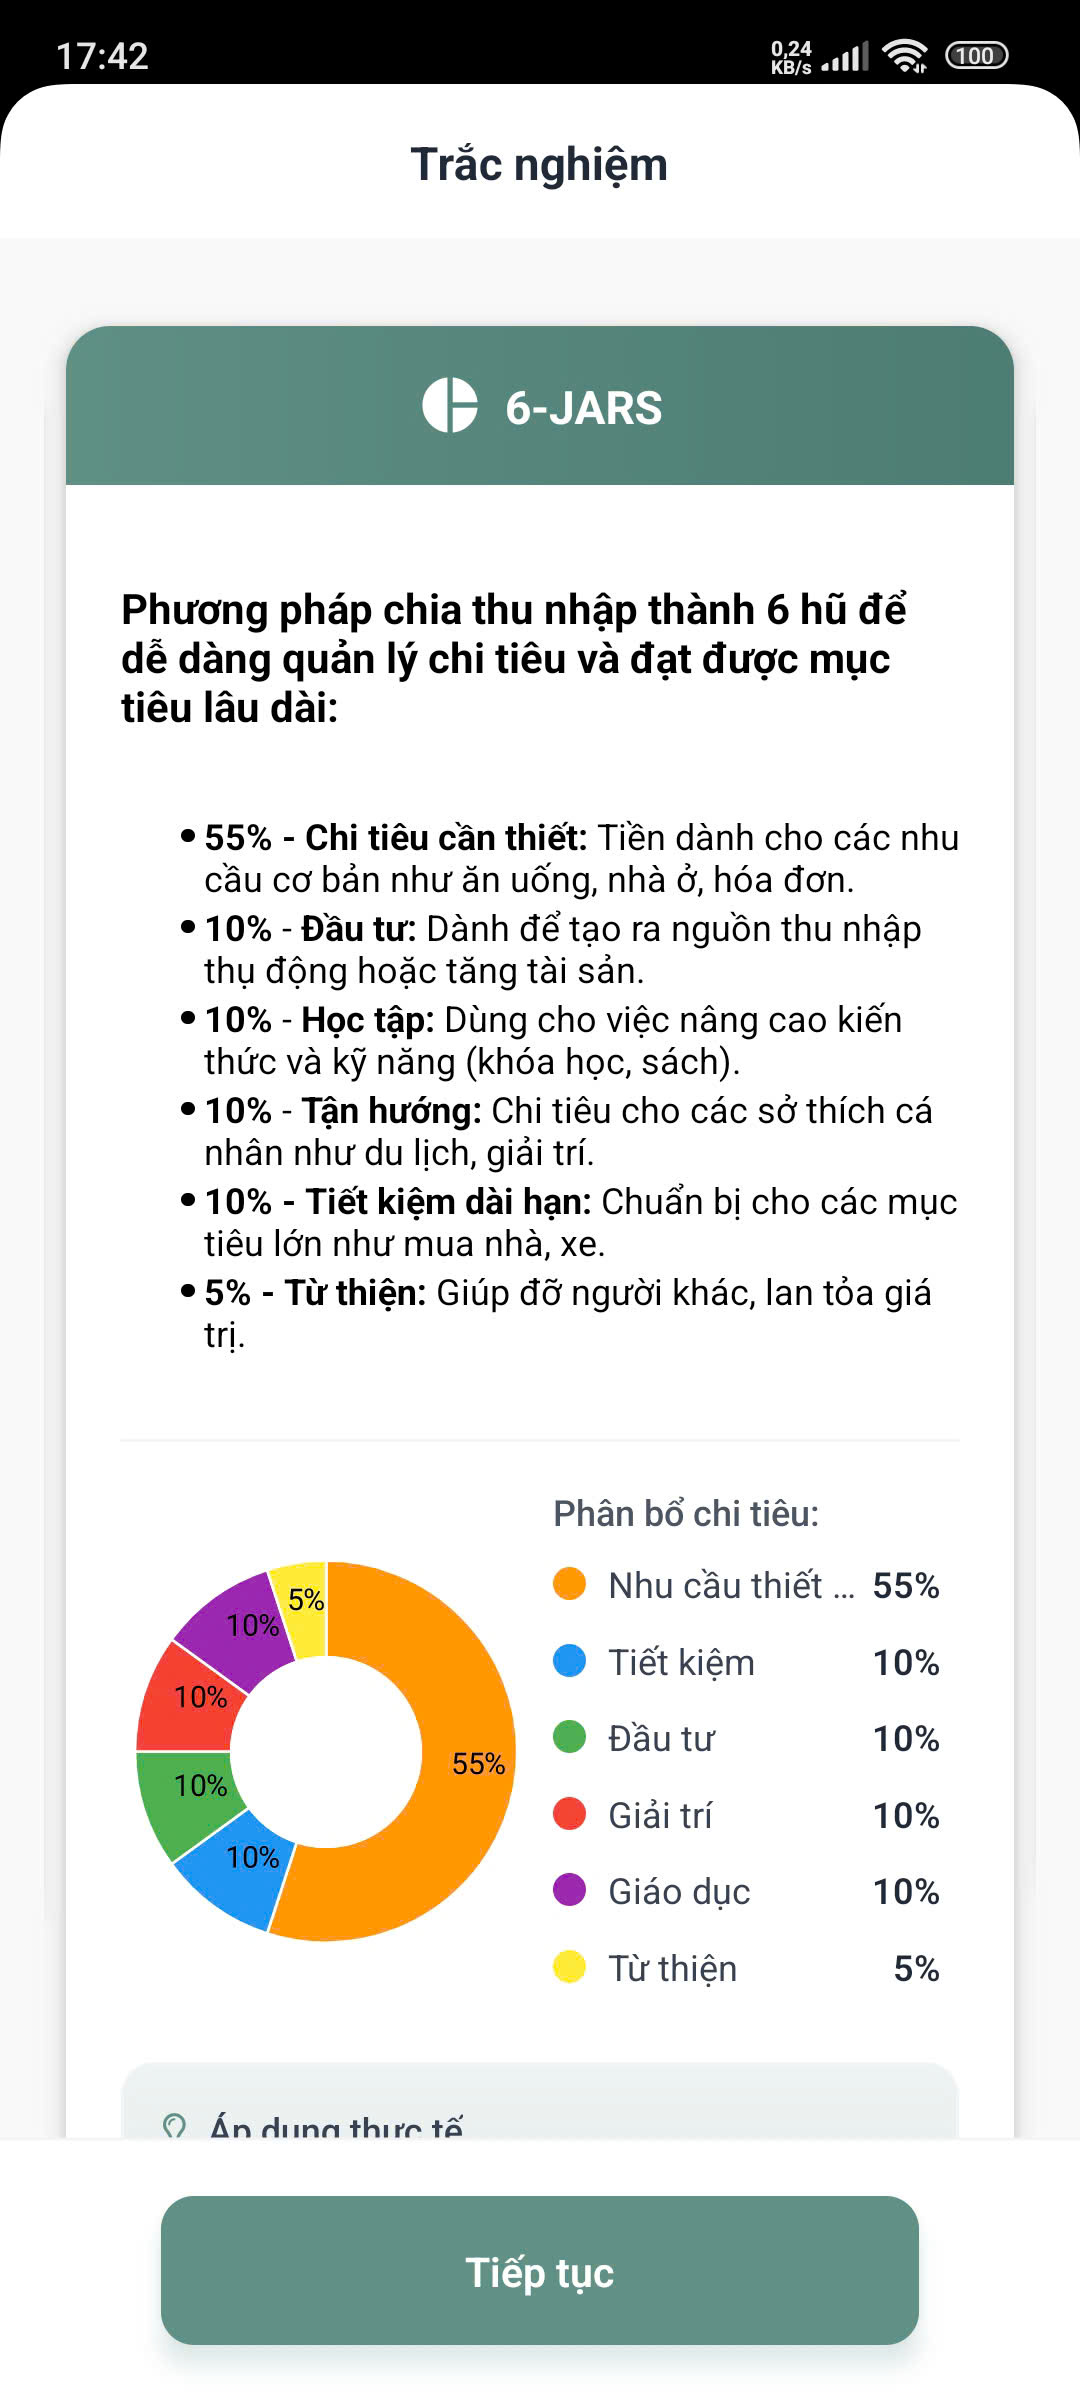 17:42
0,24
KB/s
100
Trắc nghiệm
6-JARS
Phương pháp chia thu nhập thành 6 hũ để
dễ dàng quản lý chi tiêu và đạt được mục
tiêu lâu dài:
55% - Chi tiêu cần thiết: Tiền dành cho các nhu
cầu cơ bản như ăn uống, nhà ở, hóa đơn.
10% - Đầu tư: Dành để tạo ra nguồn thu nhập
thụ động hoặc tăng tài sản.
10% - Học tập: Dùng cho việc nâng cao kiến
thức và kỹ năng (khóa học, sách).
10% - Tận hướng: Chi tiêu cho các sở thích cá
nhân như du lịch, giải trí.
10% - Tiết kiệm dài hạn: Chuẩn bị cho các mục
tiêu lớn như mua nhà, xe.
5% - Từ thiện: Giúp đỡ người khác, lan tỏa giá
trị.
5%
10%
10%
10%
10%
55%
Phân bổ chi tiêu:
Nhu cầu thiết ... 55%
Tiết kiệm 10%
Đầu tư 10%
Giải trí 10%
Giáo dục 10%
Từ thiện 5%
Áp dụng thực tế
Tiếp tục